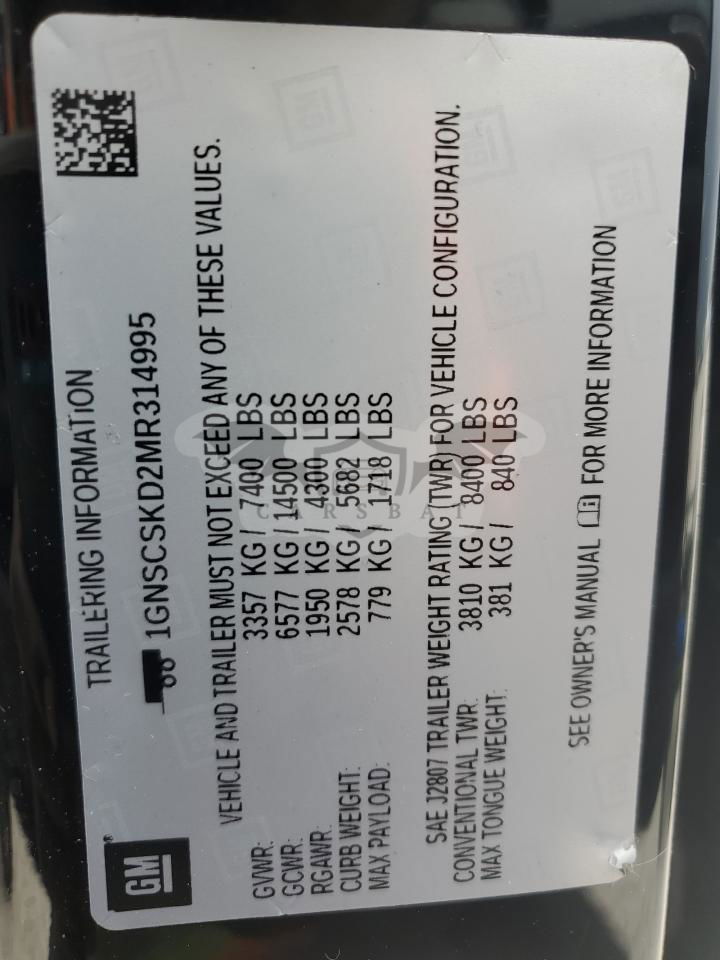 TRAILERING INFORMATION
1GNSCSKD2MR314995
VEHICLE AND TRAILER MUST NOT EXCEED ANY OF THESE VALUES.
GVWR: 3357 KG / 7400 LBS
GCWR: 6577 KG / 14500 LBS
RGAWR: 1950 KG / 4300 LBS
CURB WEIGHT: 2578 KG / 5682 LBS
MAX PAYLOAD: 779 KG / 1718 LBS
SAE J2807 TRAILER WEIGHT RATING (TWR) FOR VEHICLE CONFIGURATION.
CONVENTIONAL TWR: 3810 KG / 8400 LBS
MAX TONGUE WEIGHT: 381 KG / 840 LBS
SEE OWNER'S MANUAL FOR MORE INFORMATION
GM®
CARSBAT